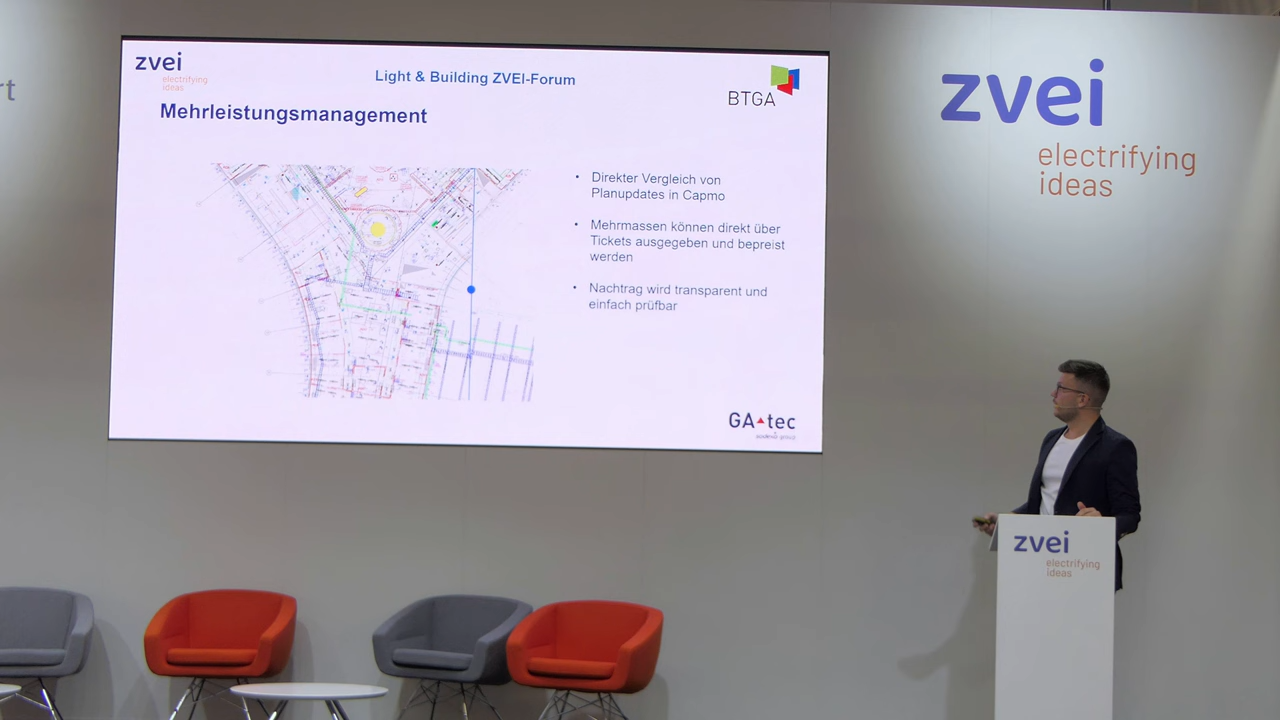 rt
zvei
electrifying
ideas
Light & Building ZVEI-Forum
BTGA
Mehrleistungsmanagement
• Direkter Vergleich von
Planupdates in Capmo
• Mehrmassen können direkt über
Tickets ausgegeben und bepreist
werden
• Nachtrag wird transparent und
einfach prüfbar
GA tec
zvei
electrifying
ideas
zvei
electrifying
ideas